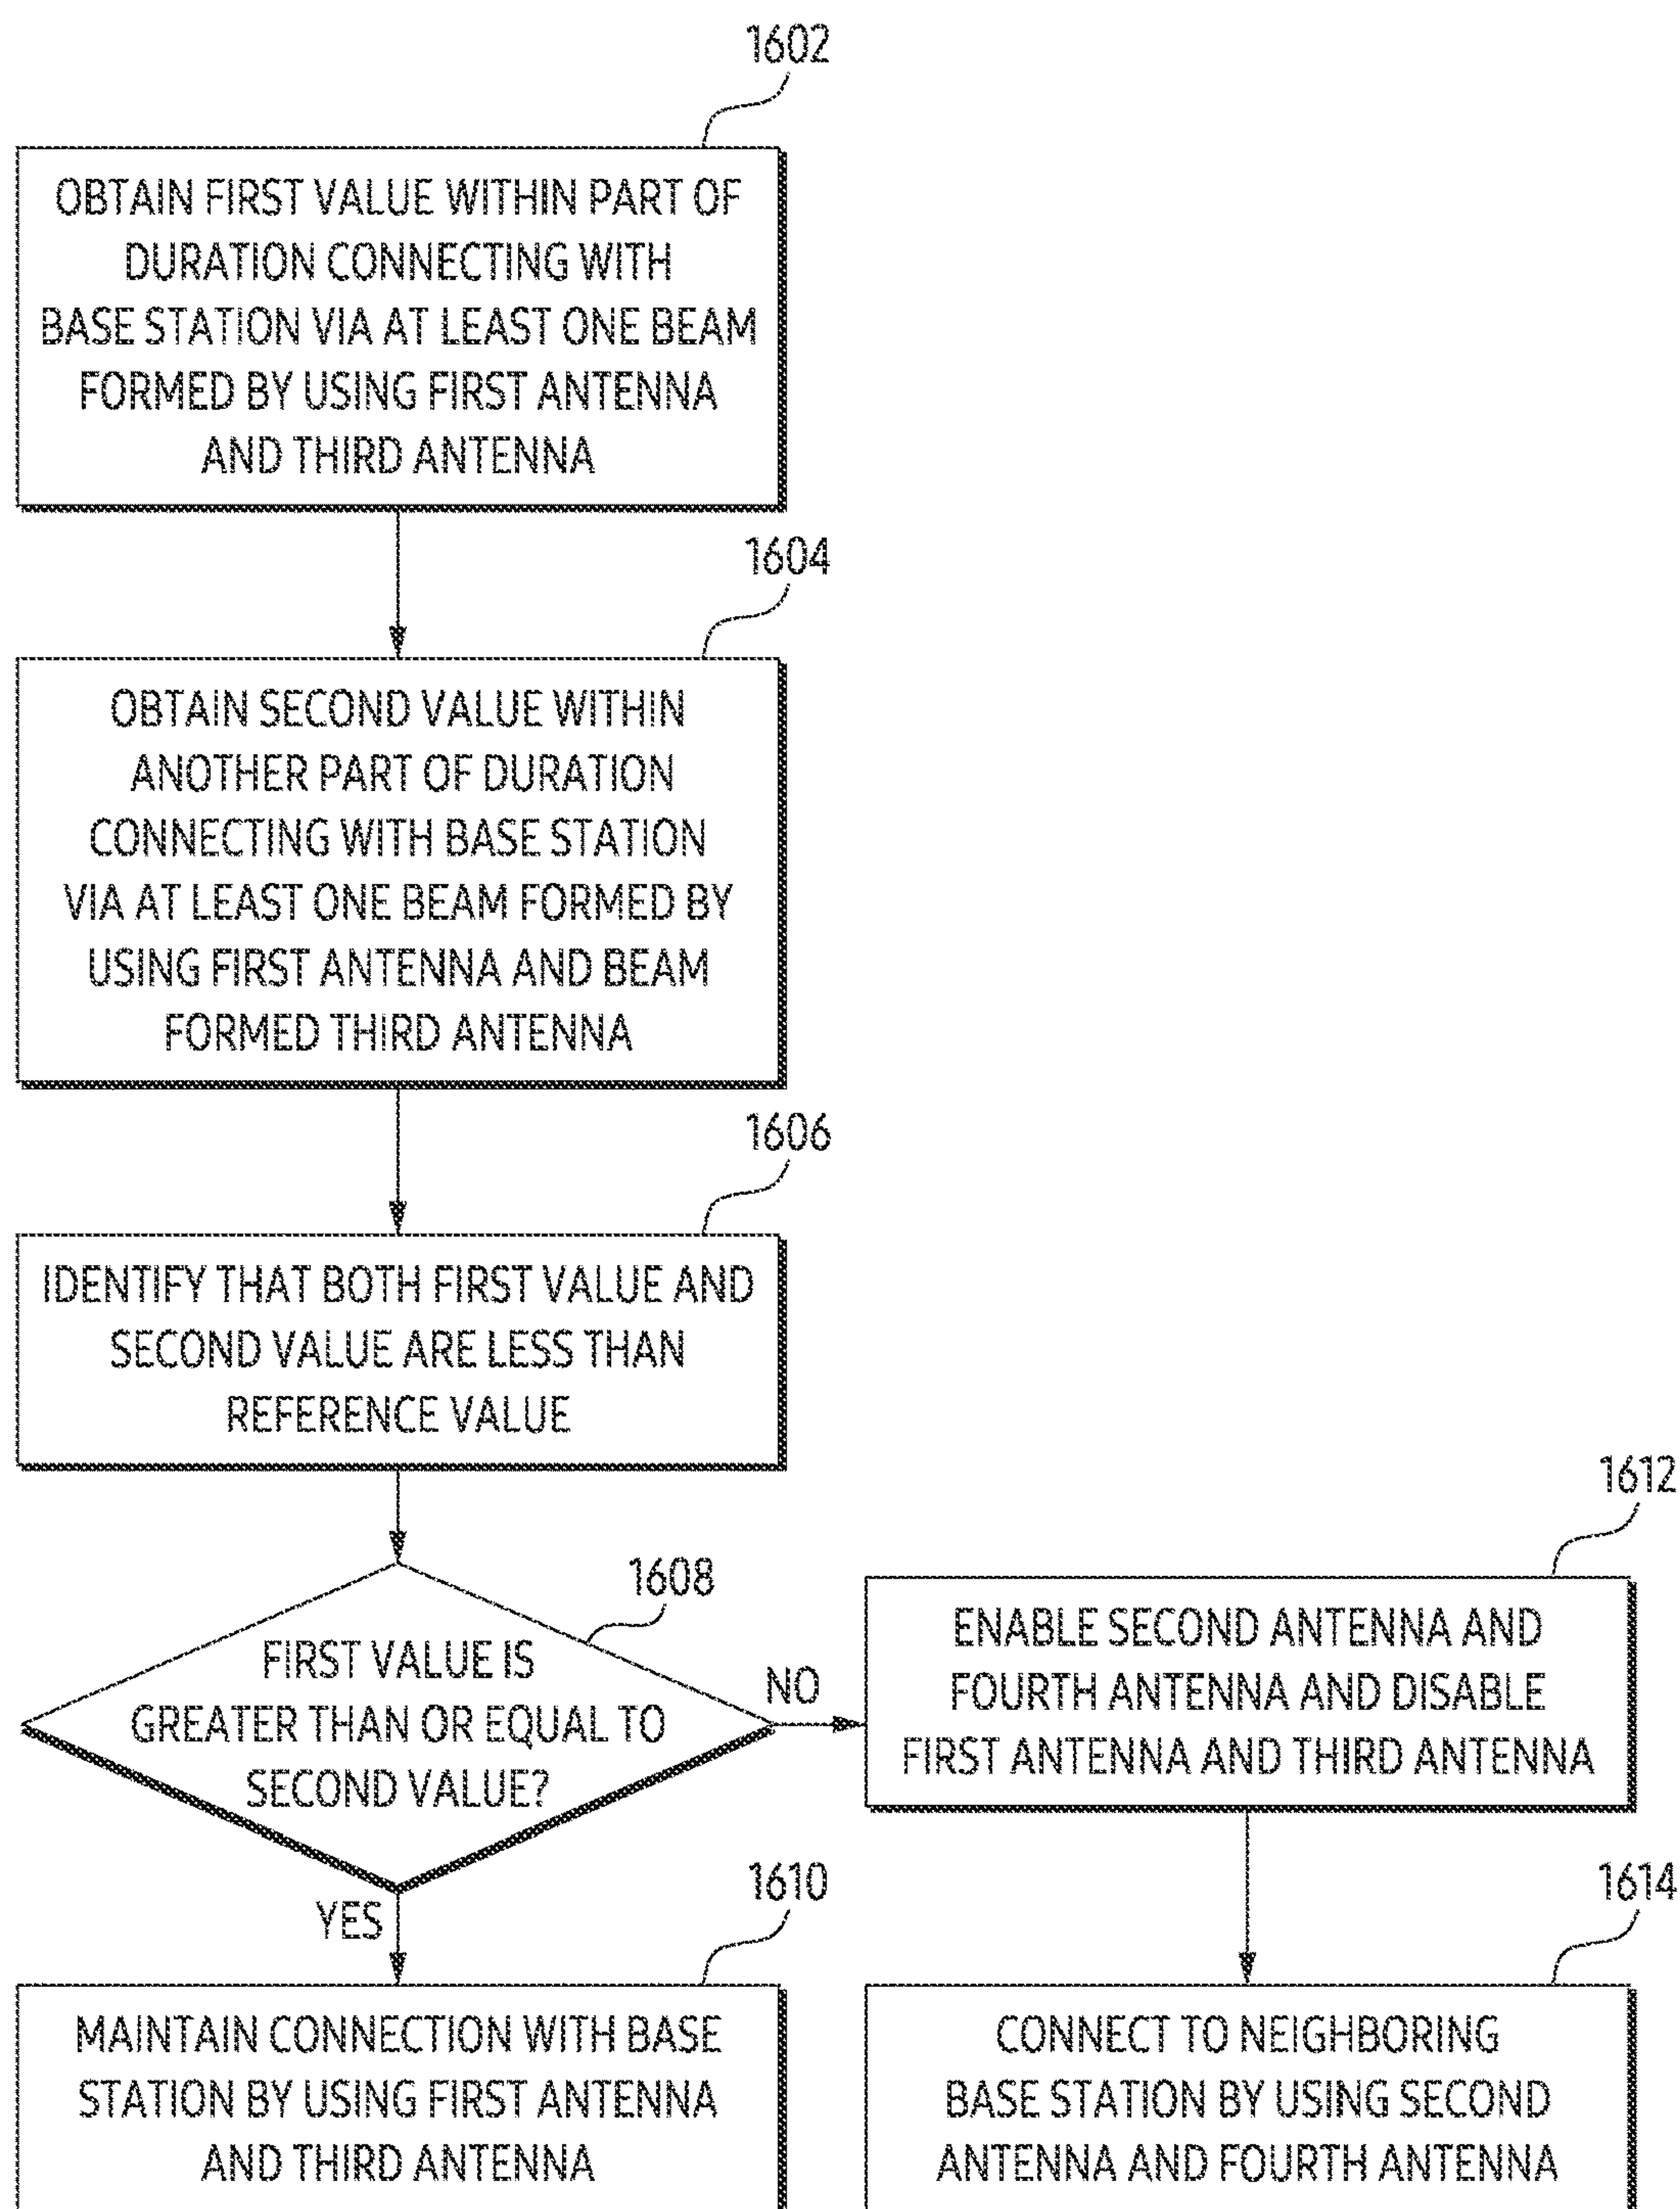 1602
OBTAIN FIRST VALUE WITHIN PART OF
DURATION CONNECTING WITH
BASE STATION VIA AT LEAST ONE BEAM
FORMED BY USING FIRST ANTENNA
AND THIRD ANTENNA
1604
OBTAIN SECOND VALUE WITHIN
ANOTHER PART OF DURATION
CONNECTING WITH BASE STATION
VIA AT LEAST ONE BEAM FORMED BY
USING FIRST ANTENNA AND BEAM
FORMED THIRD ANTENNA
1606
IDENTIFY THAT BOTH FIRST VALUE AND
SECOND VALUE ARE LESS THAN
REFERENCE VALUE
1608
FIRST VALUE IS
GREATER THAN OR EQUAL TO
SECOND VALUE?
NO
1612
ENABLE SECOND ANTENNA AND
FOURTH ANTENNA AND DISABLE
FIRST ANTENNA AND THIRD ANTENNA
YES
1610
MAINTAIN CONNECTION WITH BASE
STATION BY USING FIRST ANTENNA
AND THIRD ANTENNA
1614
CONNECT TO NEIGHBORING
BASE STATION BY USING SECOND
ANTENNA AND FOURTH ANTENNA